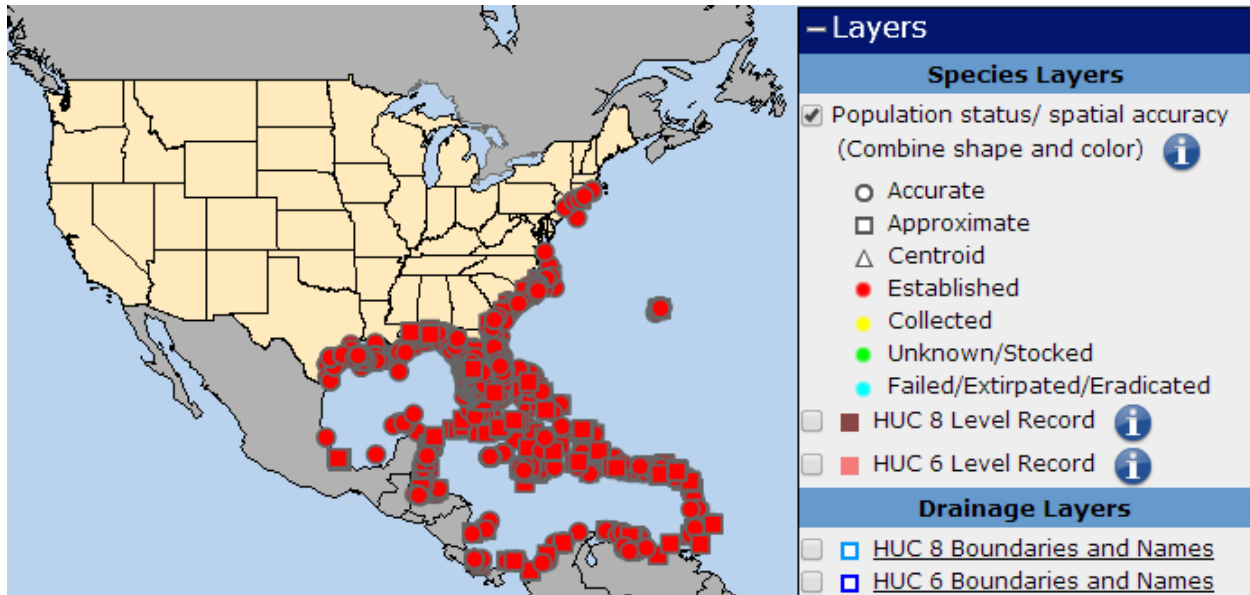 Layers
Species Layers
Population status/ spatial accuracy
(Combine shape and color)
Accurate
Approximate
Centroid
Established
Collected
Unknown/Stocked
Failed/Extirpated/Eradicated
HUC 8 Level Record
HUC 6 Level Record
Drainage Layers
HUC 8 Boundaries and Names
HUC 6 Boundaries and Names